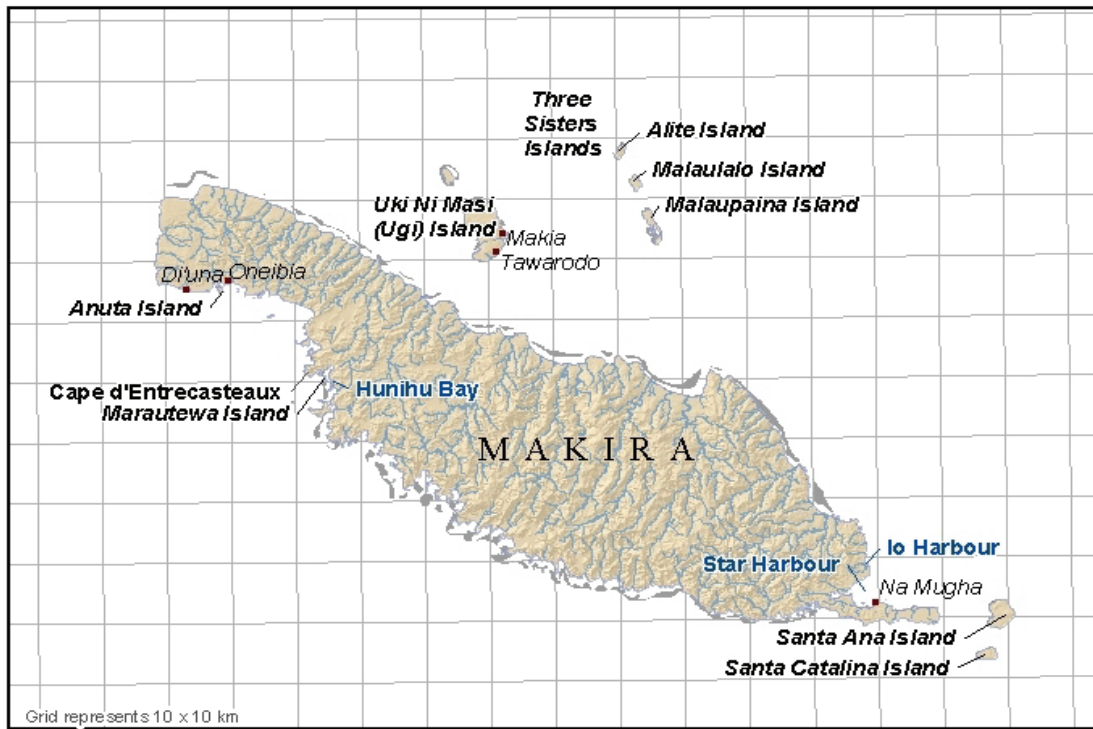 Three
Sisters
Islands
Alite Island
Malaulalo Island
Malaupaina Island
Uki Ni Masi
(Ugi) Island
Makia
Tawarodo
Di'una
Oneibia
Anuta Island
Cape d'Entrecasteaux
Marautewa Island
Hunihu Bay
MAKIRA
Io Harbour
Star Harbour
Na Mugha
Santa Ana Island
Santa Catalina Island
Grid represents 10 x 10 km